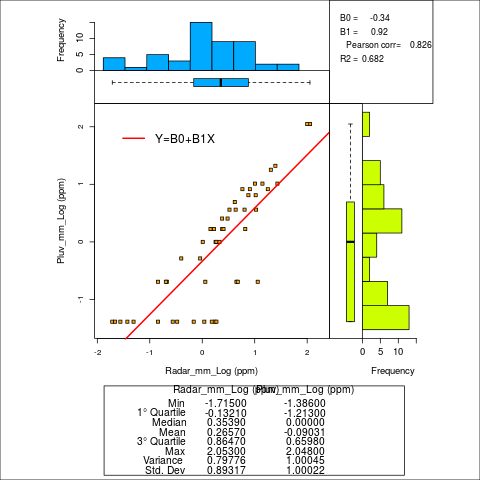 B0 = -0.34
B1 = 0.92
Pearson corr= 0.826
R2 = 0.682
Frequency
0 5 10
Y=B0+B1X
Pluv_mm_Log (ppm)
2
1
0
-1
-2 -1 0 1 2
Radar_mm_Log (ppm)
0 5 10
Frequency
Radar_mm_Log (ppm) Pluv_mm_Log (ppm)
Min -1.71500 -1.38600
1° Quartile -0.13210 -1.21300
Median 0.35390 0.00000
Mean 0.26570 -0.09031
3° Quartile 0.86470 0.65980
Max 2.05300 2.04800
Variance 0.79776 1.00045
Std. Dev 0.89317 1.00022